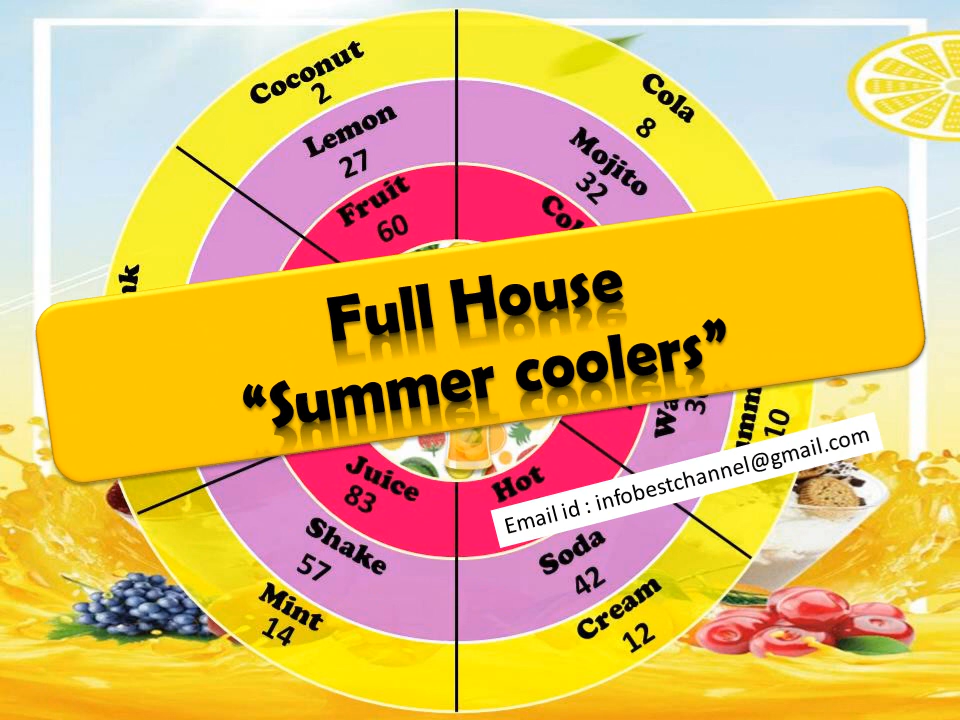 Coconut
2
Lemon
27
Fruit
60
Cola
8
Mojito
32
Full House
“Summer coolers”
10
Email id : infobestchannel@gmail.com
Juice
83
Shake
57
Mint
14
Hot
Soda
42
Cream
12